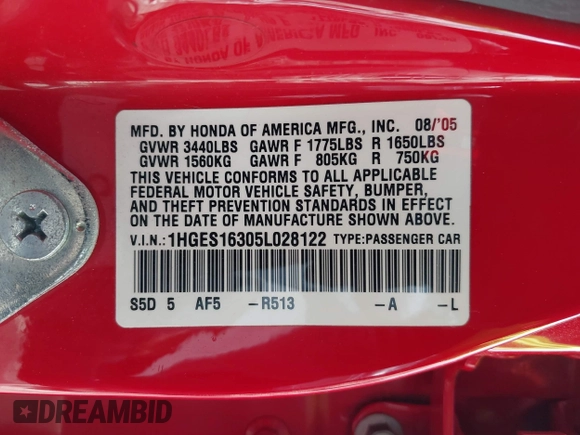 MFD. BY HONDA OF AMERICA MFG., INC. 08/'05
GVWR 3440LBS GAWR F 1775LBS R 1650LBS
GVWR 1560KG GAWR F 805KG R 750KG
THIS VEHICLE CONFORMS TO ALL APPLICABLE
FEDERAL MOTOR VEHICLE SAFETY, BUMPER,
AND THEFT PREVENTION STANDARDS IN EFFECT
ON THE DATE OF MANUFACTURE SHOWN ABOVE.
V.I.N.: 1HGES16305L028122 TYPE:PASSENGER CAR
S5D 5 AF5 -R513 -A -L
DREAMBID